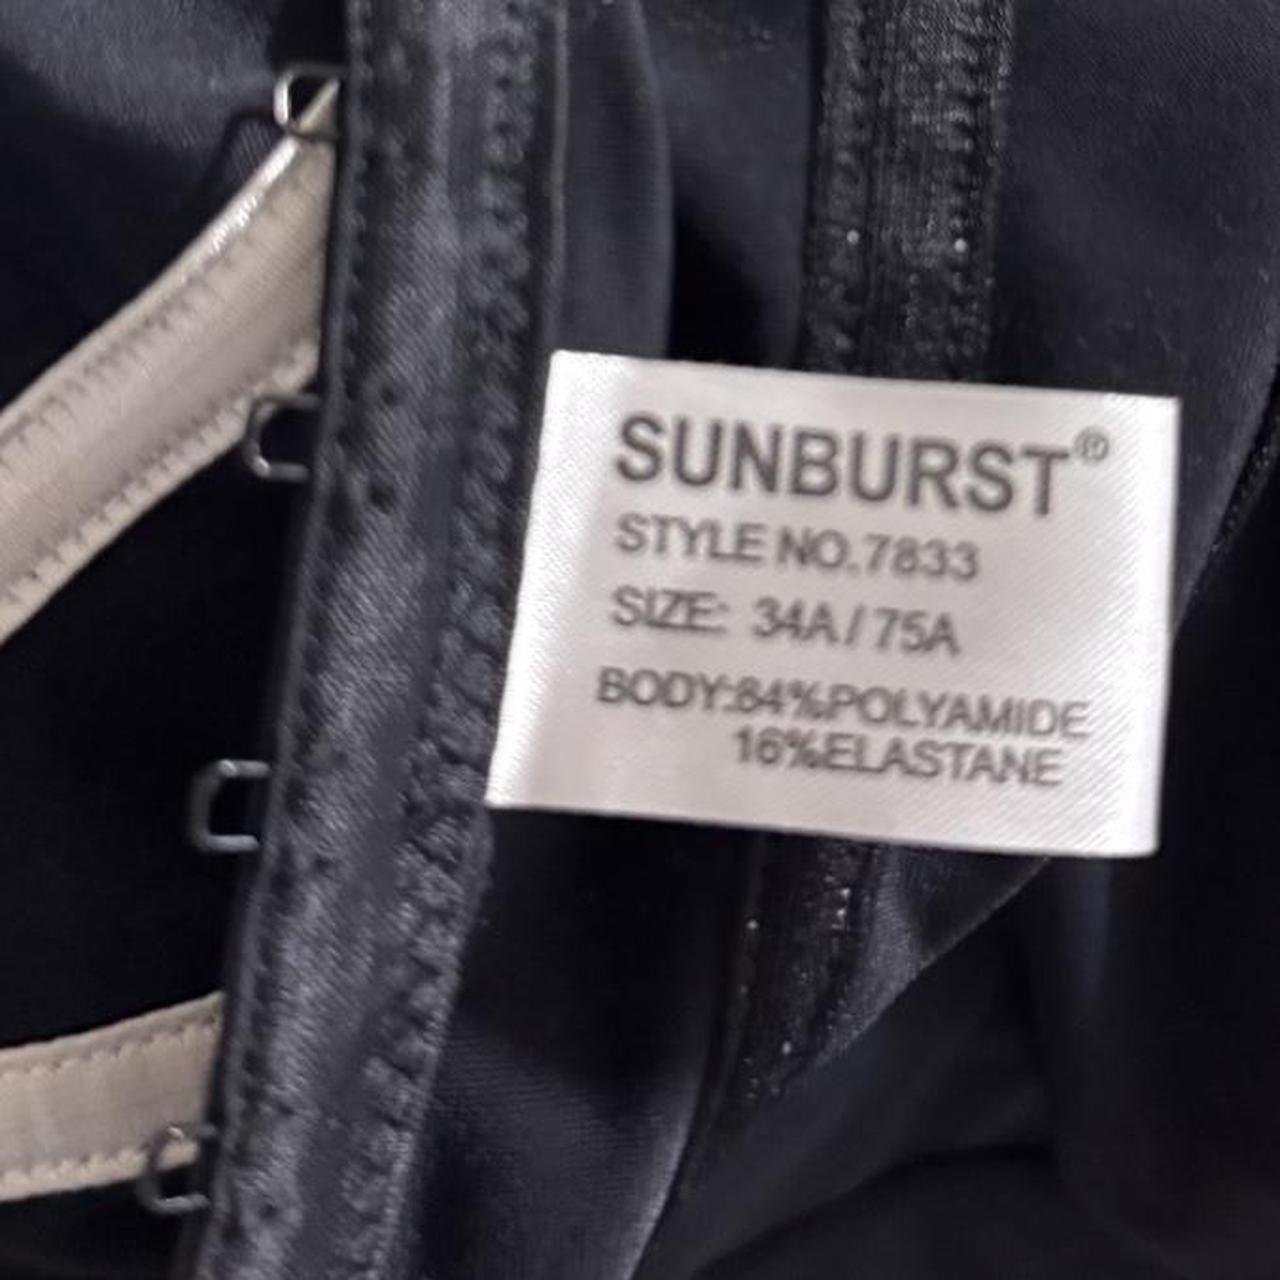 SUNBURST®
STYLE NO.7833
SIZE: 34A / 75A
BODY:84%POLYAMIDE
16%ELASTANE